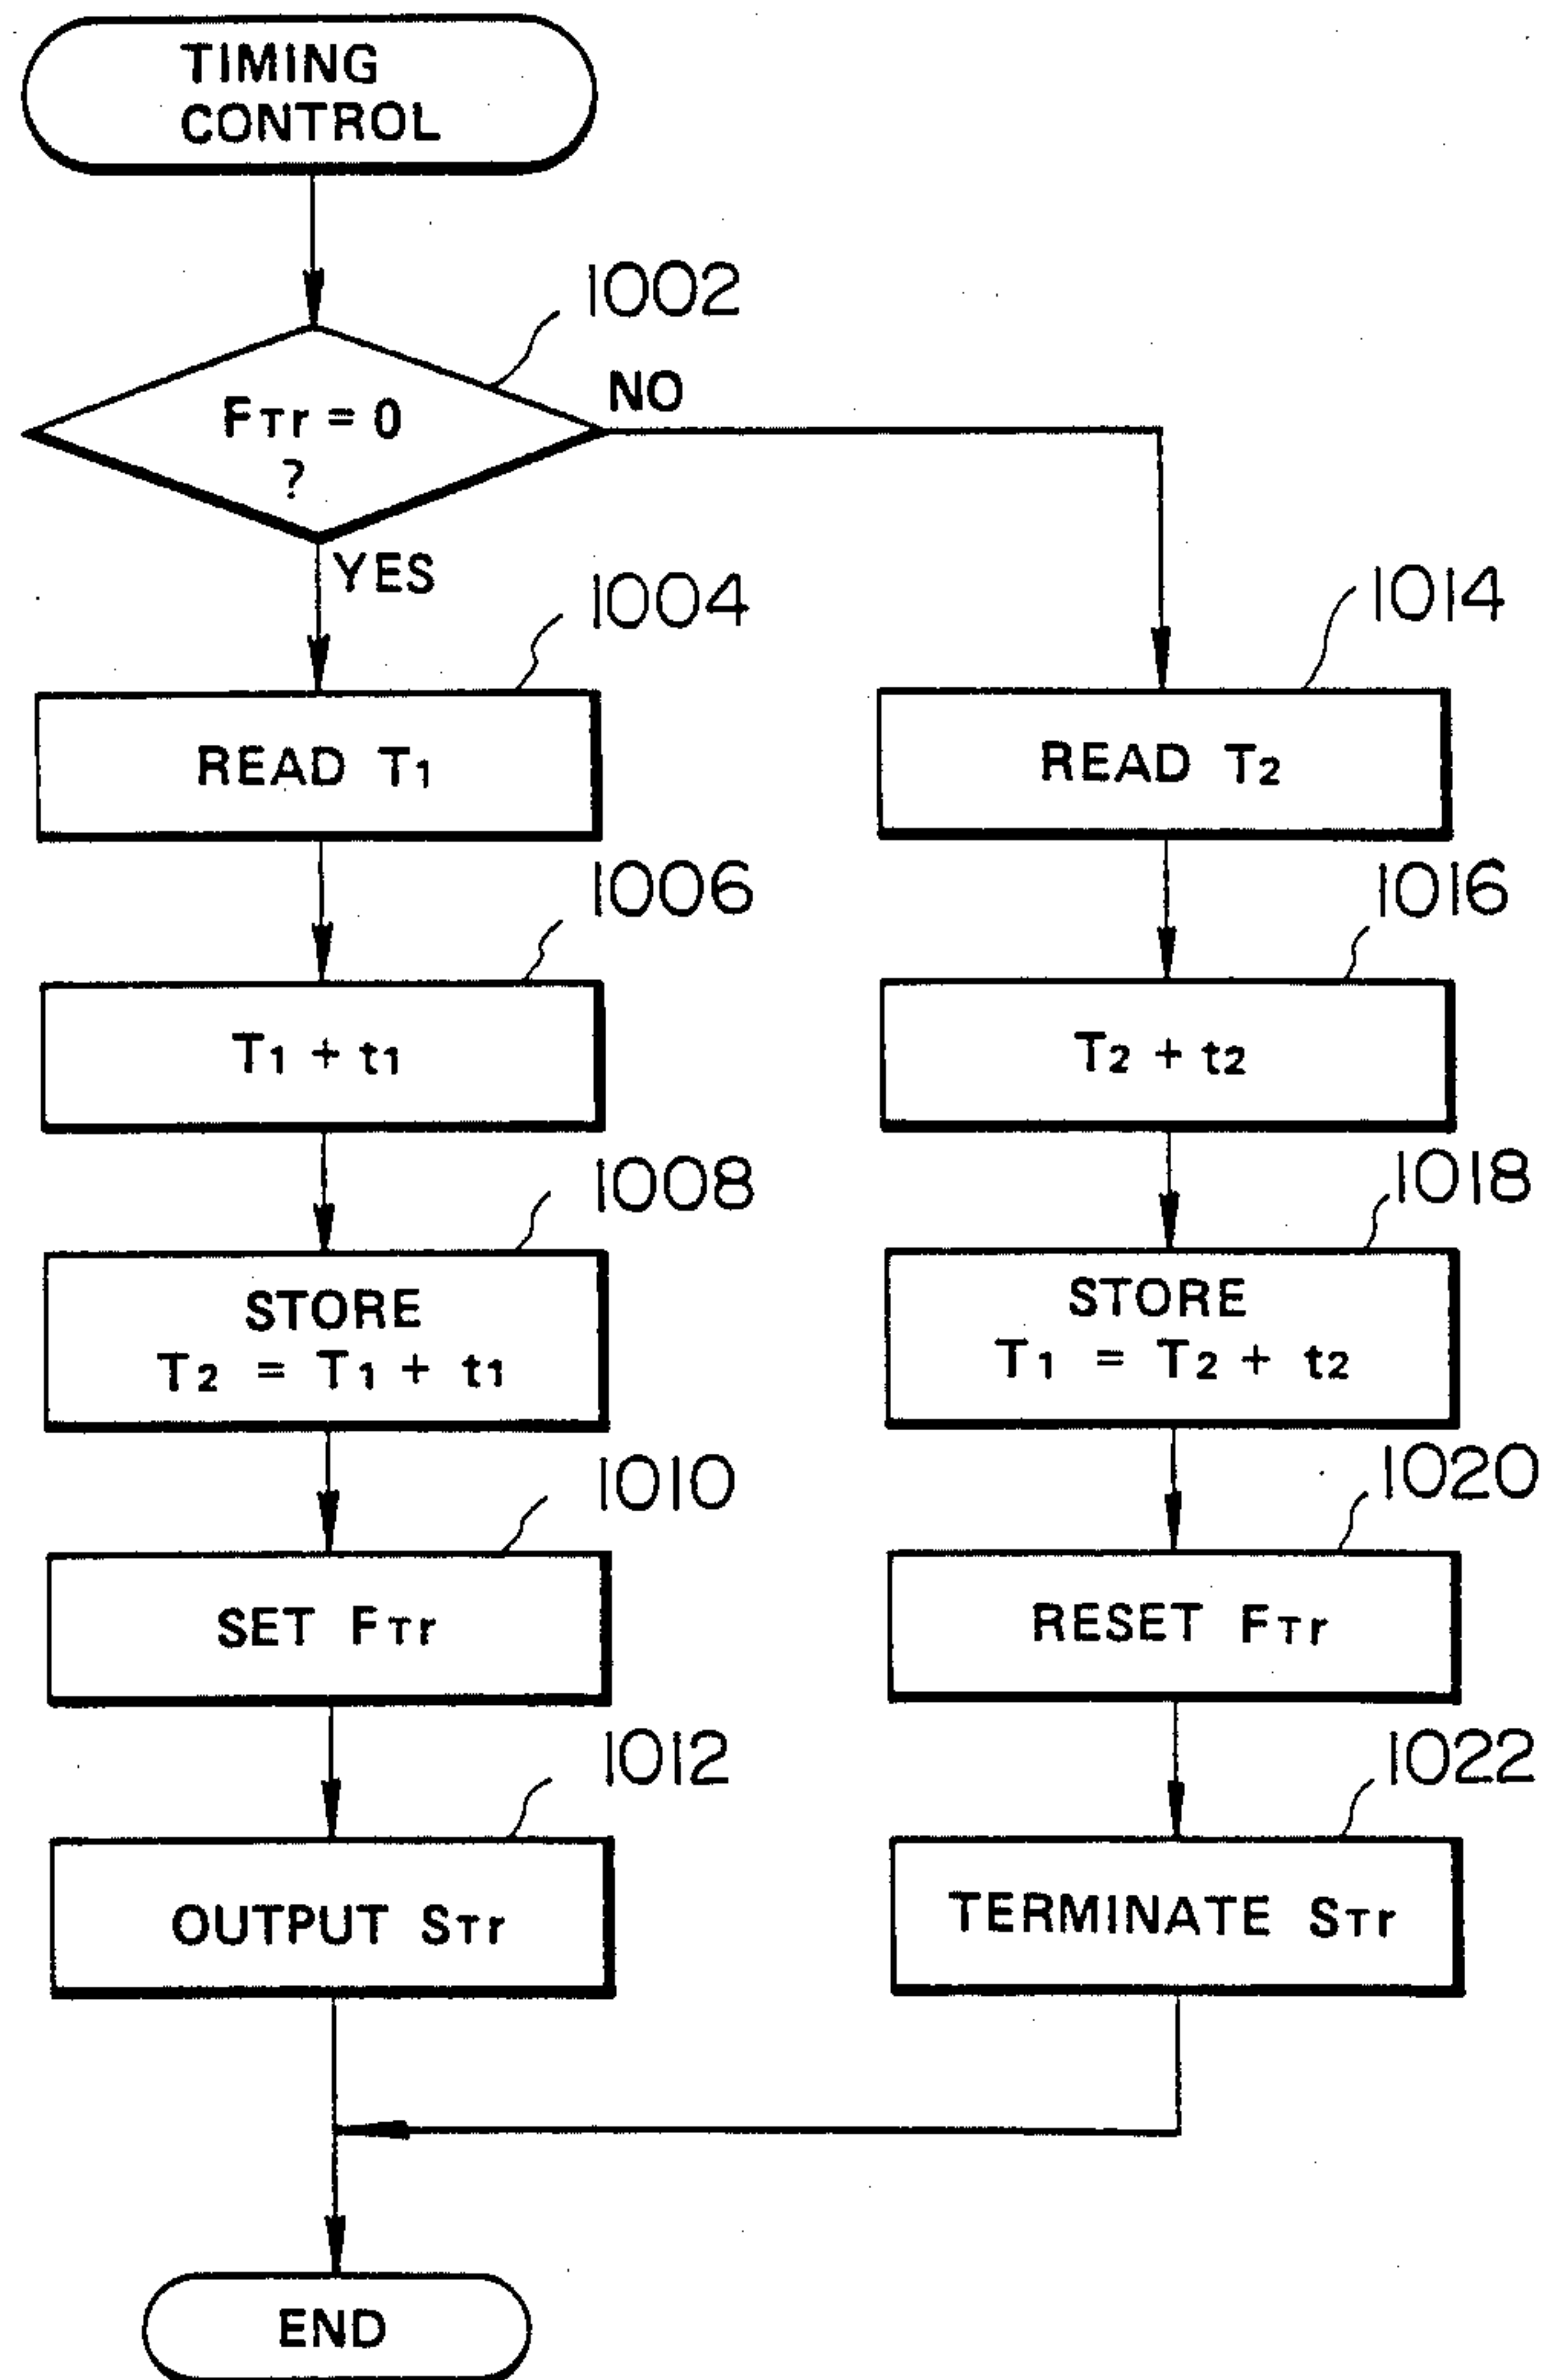 TIMING
CONTROL
1002
FTr = 0
?
NO
YES
1004
READ T1
1006
T1 + t1
1008
STORE
T2 = T1 + t1
1010
SET FTr
1012
OUTPUT STr
1014
READ T2
1016
T2 + t2
1018
STORE
T1 = T2 + t2
1020
RESET FTr
1022
TERMINATE STr
END